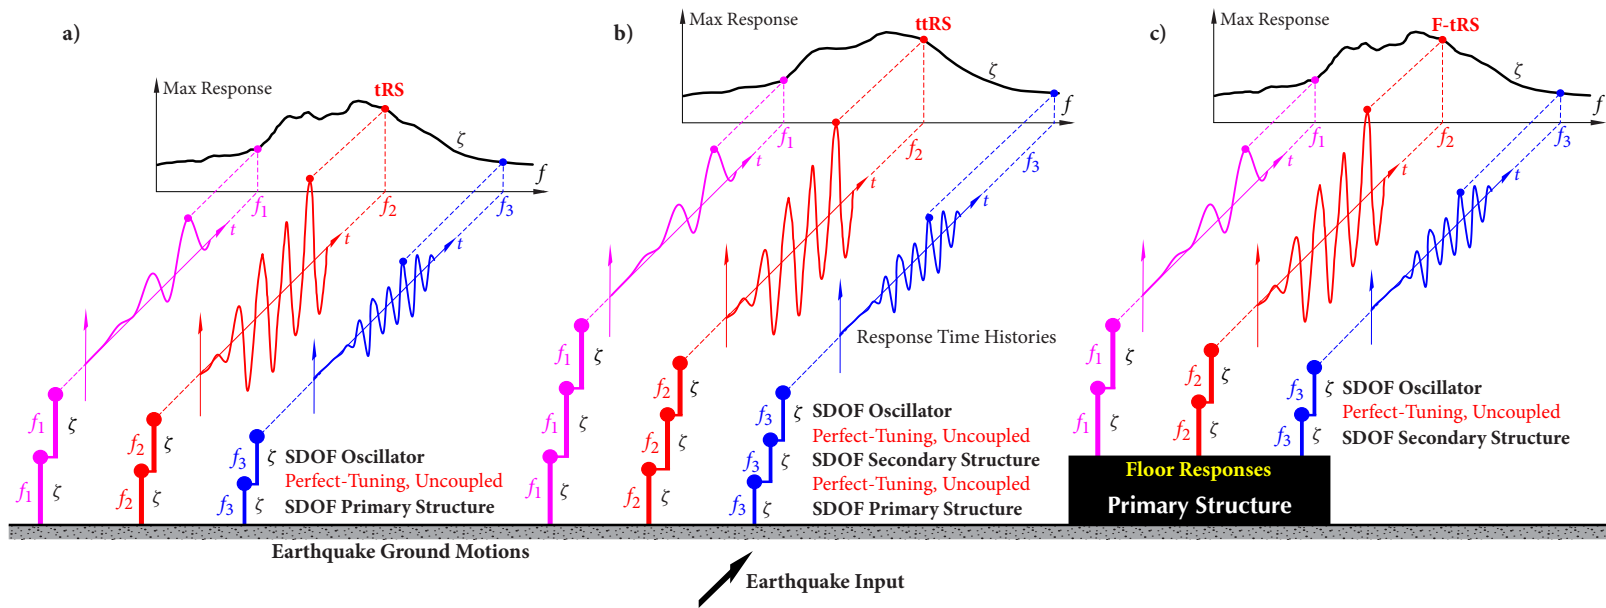 a)
Max Response
tRS
ζ
f
f1
f2
f3
t
t
t
f1
ζ
f1
ζ
f2
ζ
f2
ζ
f3
ζ
f3
ζ
SDOF Oscillator
Perfect-Tuning, Uncoupled
SDOF Primary Structure
b)
Max Response
ttRS
ζ
f
f1
f2
f3
t
t
t
Response Time Histories
f1
ζ
f1
ζ
f1
ζ
f2
ζ
f2
ζ
f2
ζ
f3
ζ
f3
ζ
f3
ζ
SDOF Oscillator
Perfect-Tuning, Uncoupled
SDOF Secondary Structure
Perfect-Tuning, Uncoupled
SDOF Primary Structure
c)
Max Response
F-tRS
ζ
f
f1
f2
f3
t
t
t
f1
ζ
f1
ζ
f2
ζ
f2
ζ
f3
ζ
f3
ζ
SDOF Oscillator
Perfect-Tuning, Uncoupled
SDOF Secondary Structure
Floor Responses
Primary Structure
Earthquake Ground Motions
Earthquake Input